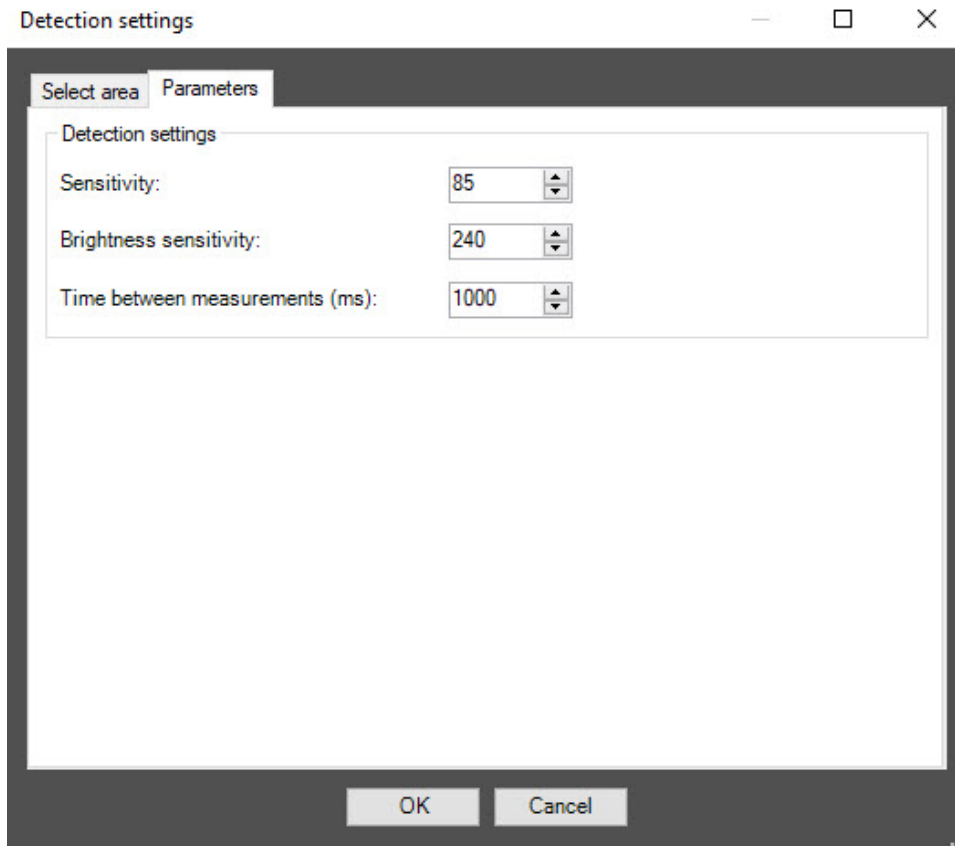 Detection settings
Select area Parameters
Detection settings
Sensitivity: 85
Brightness sensitivity: 240
Time between measurements (ms): 1000
OK Cancel